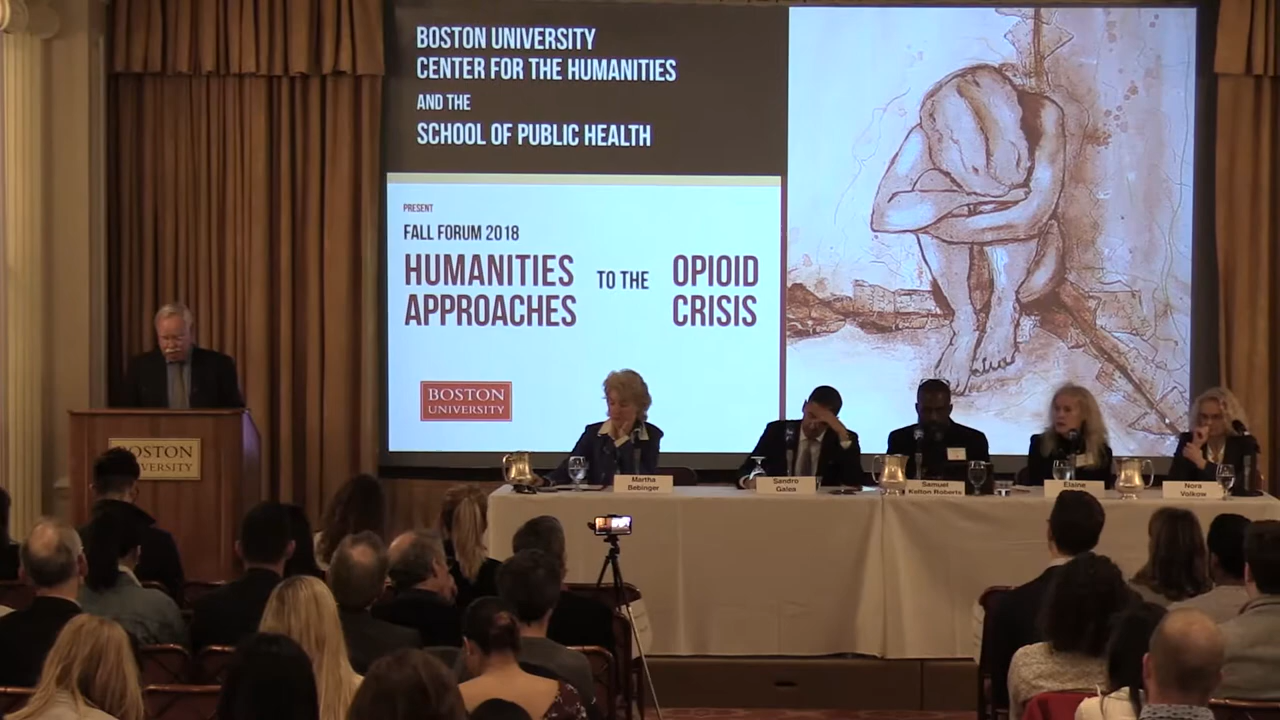 BOSTON UNIVERSITY
CENTER FOR THE HUMANITIES
AND THE
SCHOOL OF PUBLIC HEALTH
PRESENT
FALL FORUM 2018
HUMANITIES APPROACHES TO THE OPIOID CRISIS
BOSTON
UNIVERSITY
BOSTON
VERSITY
Martha
Bebinger
Sandro
Galea
Samuel
Kelton Roberts
Elaine
Nora
Volkow